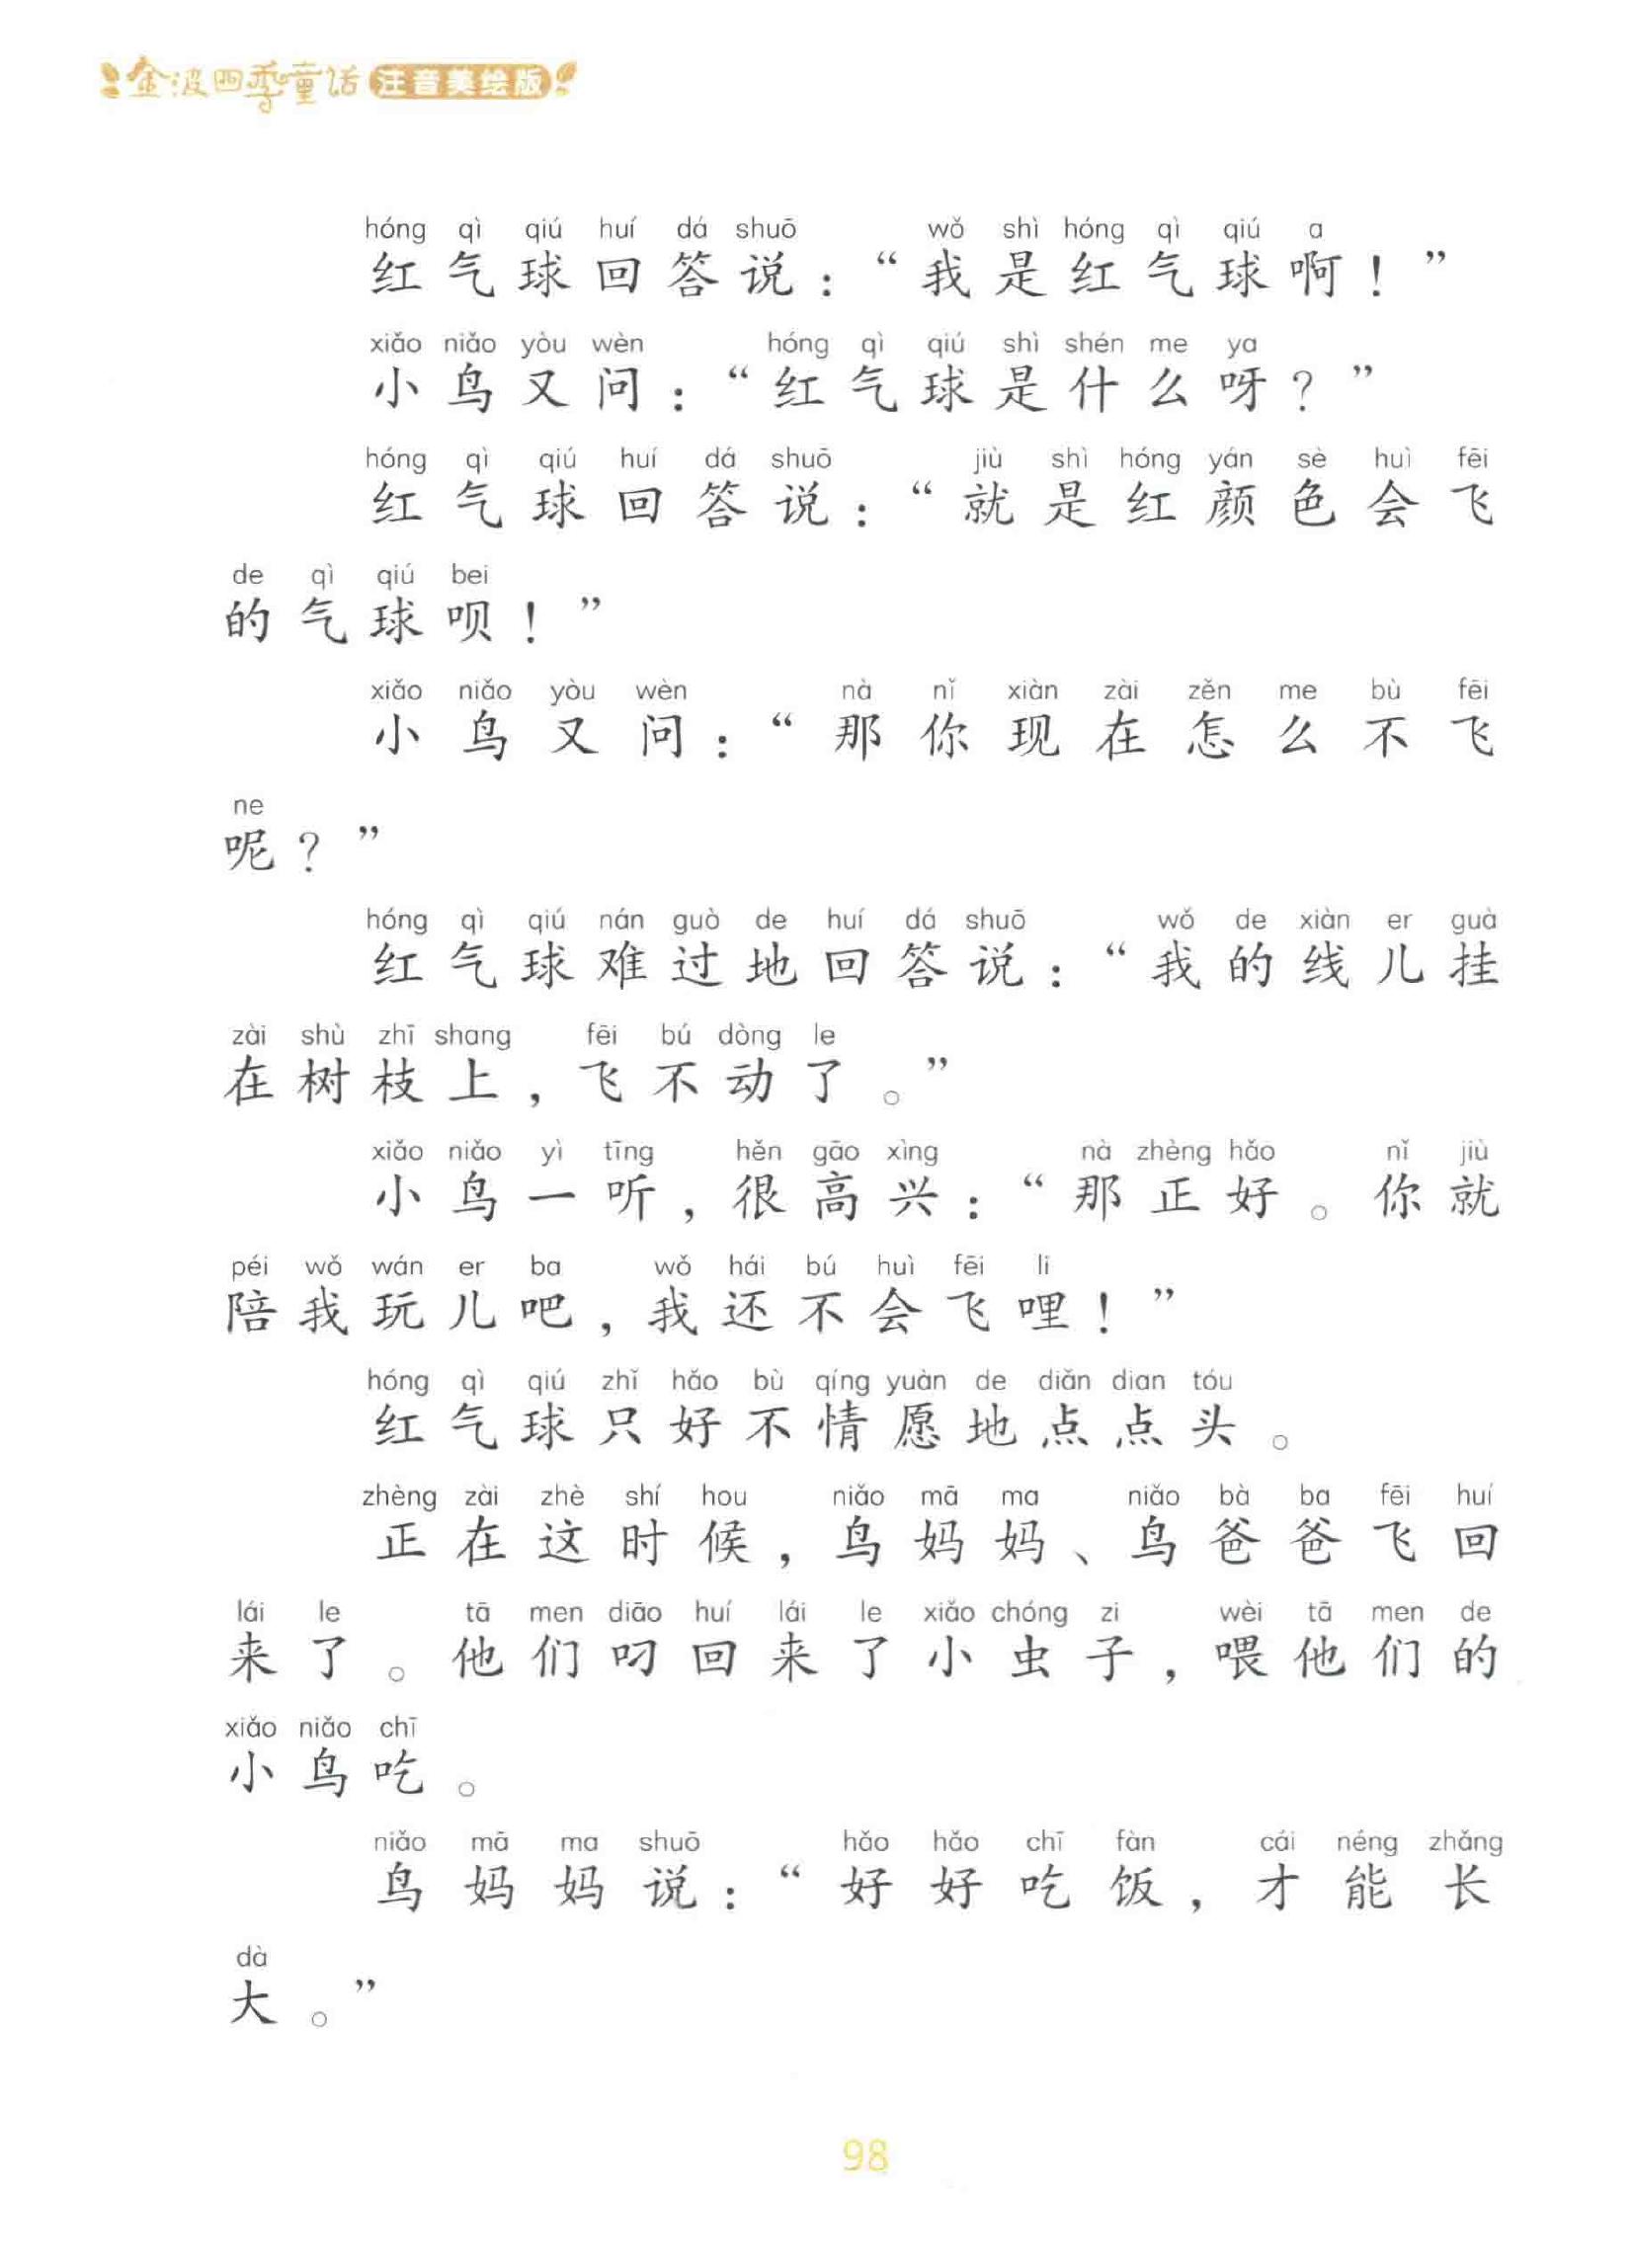 金波四季童话 注音美绘版
hóng qì qiú huí dá shuō wǒ shì hóng qì qiú a
红气球回答说：“我是红气球啊！”
xiǎo niǎo yòu wèn hóng qì qiú shì shén me ya
小鸟又问：“红气球是什么呀？”
hóng qì qiú huí dá shuō jiù shì hóng yán sè huì fēi
红气球回答说：“就是红颜色会飞
de qì qiú bei
的气球呗！”
xiǎo niǎo yòu wèn nà nǐ xiàn zài zěn me bù fēi
小鸟又问：“那你现在怎么不飞
ne
呢？”
hóng qì qiú nán guò de huí dá shuō wǒ de xiàn er guà
红气球难过地回答说：“我的线儿挂
zài shù zhī shang fēi bú dòng le
在树枝上，飞不动了。”
xiǎo niǎo yì tīng hěn gāo xìng nà zhèng hǎo nǐ jiù
小鸟一听，很高兴：“那正好。你就
péi wǒ wán er ba wǒ hái bú huì fēi li
陪我玩儿吧，我还不会飞哩！”
hóng qì qiú zhǐ hǎo bù qíng yuàn de diǎn dian tóu
红气球只好不情愿地点点头。
zhèng zài zhè shí hou niǎo mā ma niǎo bà ba fēi huí
正在这时候，鸟妈妈、鸟爸爸飞回
lái le tā men diāo huí lái le xiǎo chóng zi wèi tā men de
来了。他们叼回来了小虫子，喂他们的
xiǎo niǎo chī
小鸟吃。
niǎo mā ma shuō hǎo hǎo chī fàn cái néng zhǎng
鸟妈妈说：“好好吃饭，才能长
dà
大。”
98